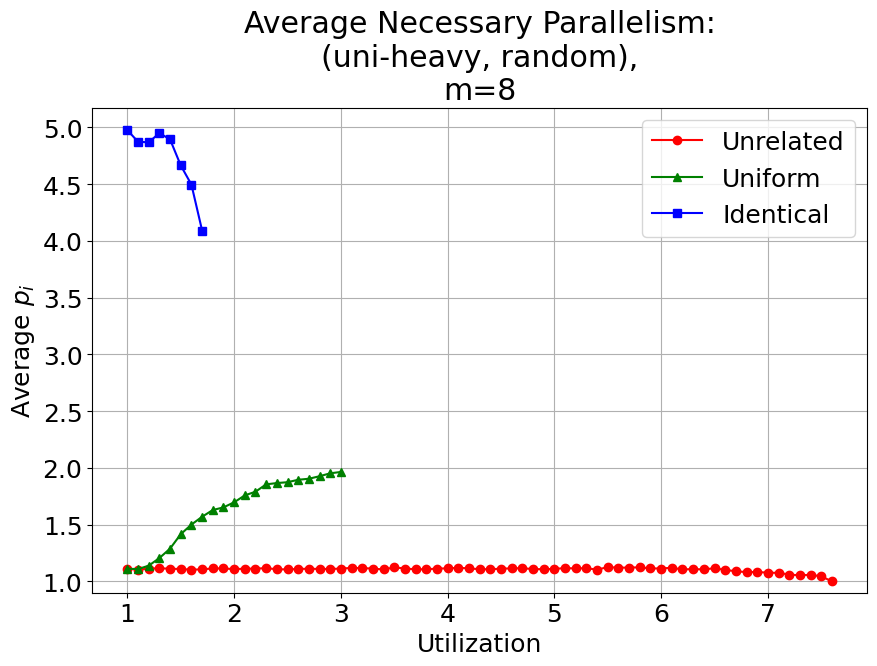 Average Necessary Parallelism:
(uni-heavy, random),
m=8
5.0
4.5
4.0
3.5
3.0
2.5
2.0
1.5
1.0
Average $p_i$
Unrelated
Uniform
Identical
1 2 3 4 5 6 7
Utilization